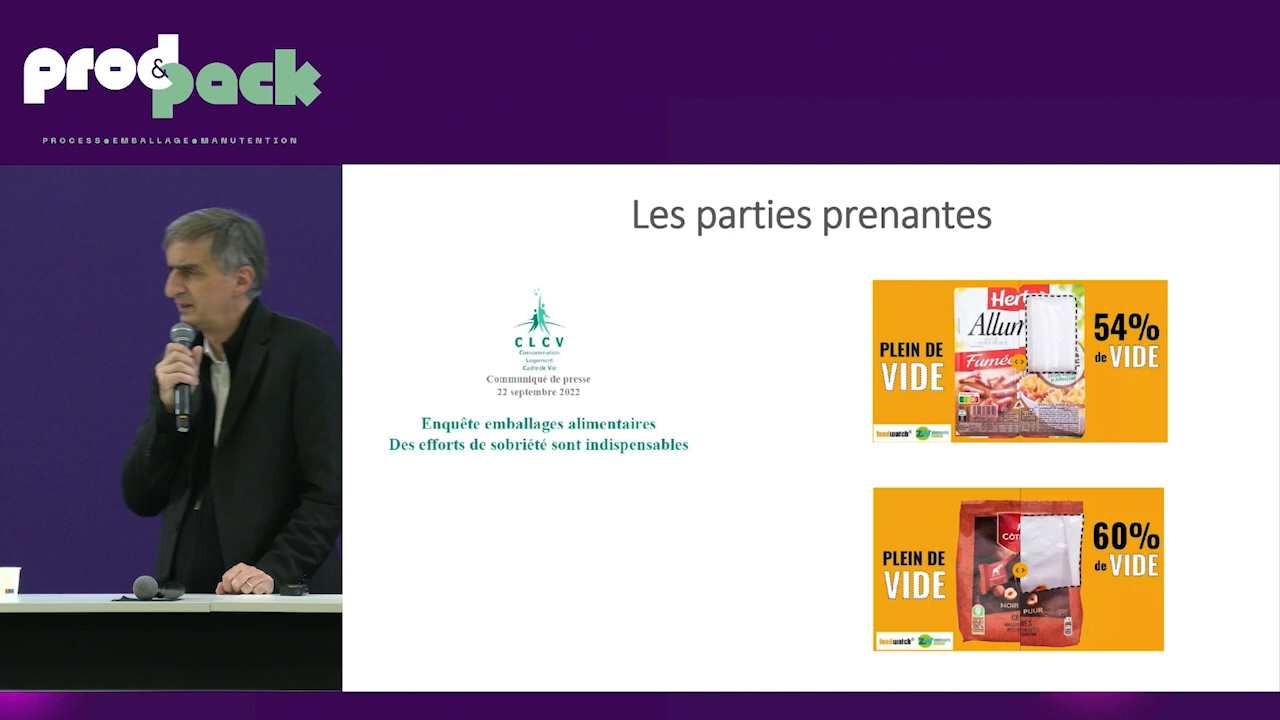 prod&pack
PROCESS●EMBALLAGE●MANUTENTION
Les parties prenantes
CLCV
Consommation
Logement
Cadre de Vie
Communiqué de presse
22 septembre 2022
Enquête emballages alimentaires
Des efforts de sobriété sont indispensables
PLEIN DE
VIDE
Allum
Fumé
54%
de VIDE
foodwatch®
PLEIN DE
VIDE
CÔT
NOIR PUUR
60%
de VIDE
foodwatch®